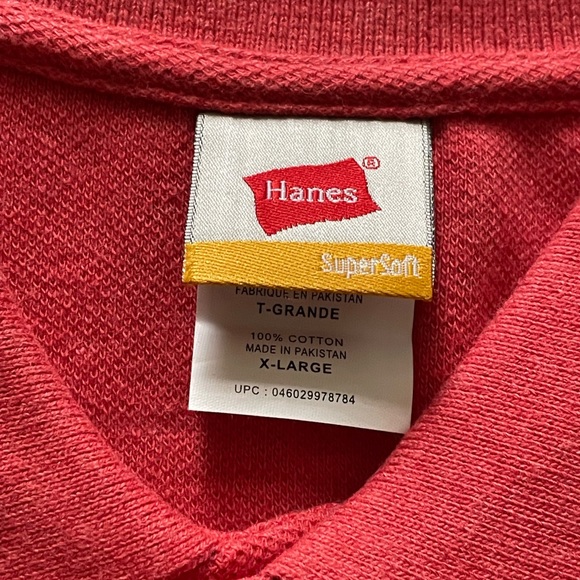 Hanes®
SuperSoft
FABRIQUE EN PAKISTAN
T-GRANDE
100% COTTON
MADE IN PAKISTAN
X-LARGE
UPC : 046029978784